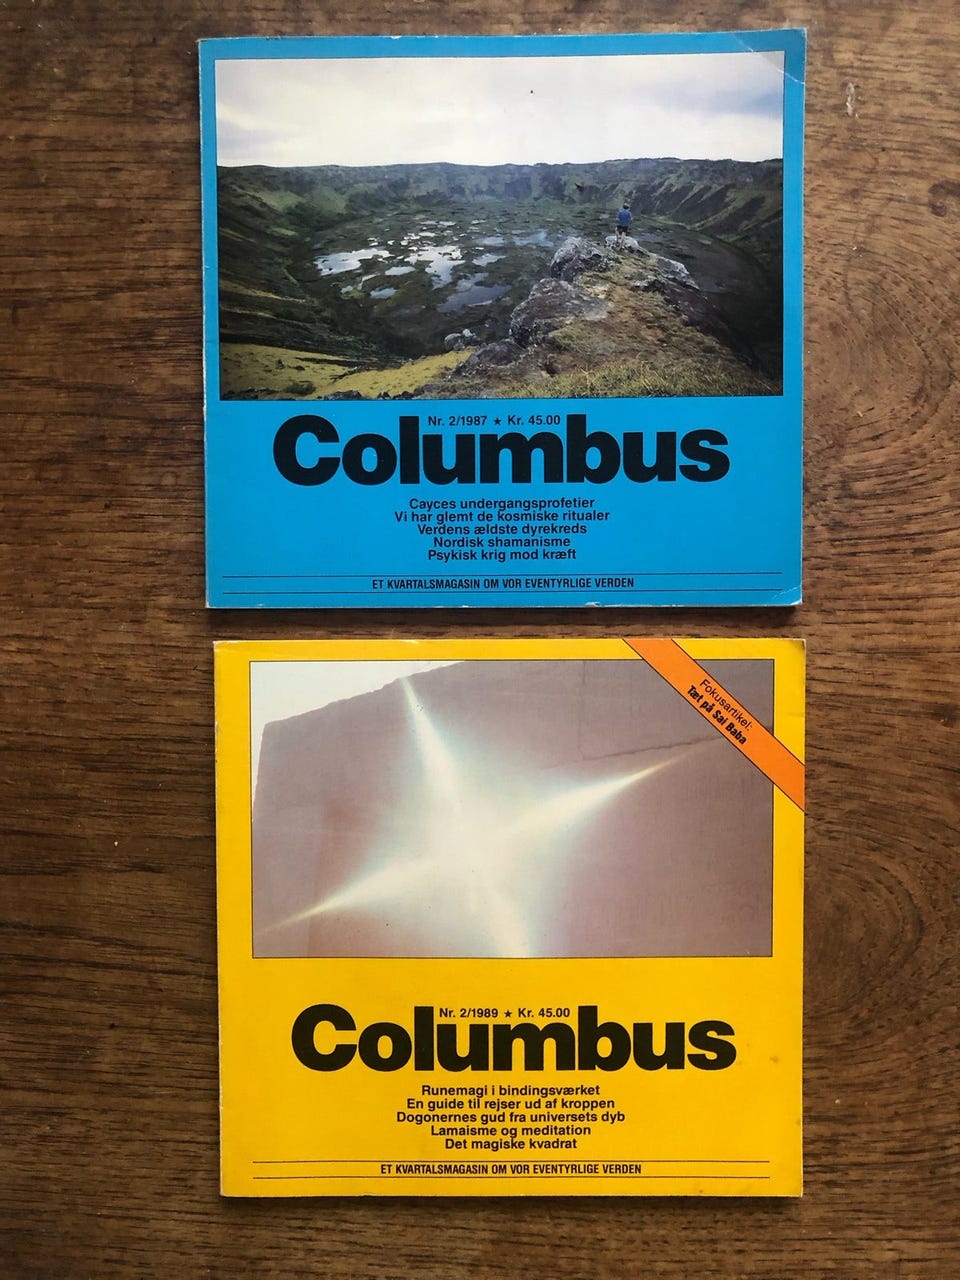 Nr. 2/1987 ★ Kr. 45.00
Columbus
Cayces undergangsprofetier
Vi har glemt de kosmiske ritualer
Verdens ældste dyrekreds
Nordisk shamanisme
Psykisk krig mod kræft
ET KVARTALSMAGASIN OM VOR EVENTYRLIGE VERDEN
Fokusartikel:
Tæt på Sai Baba
Nr. 2/1989 ★ Kr. 45.00
Columbus
Runemagi i bindingsværket
En guide til rejser ud af kroppen
Dogonernes gud fra universets dyb
Lamaisme og meditation
Det magiske kvadrat
ET KVARTALSMAGASIN OM VOR EVENTYRLIGE VERDEN